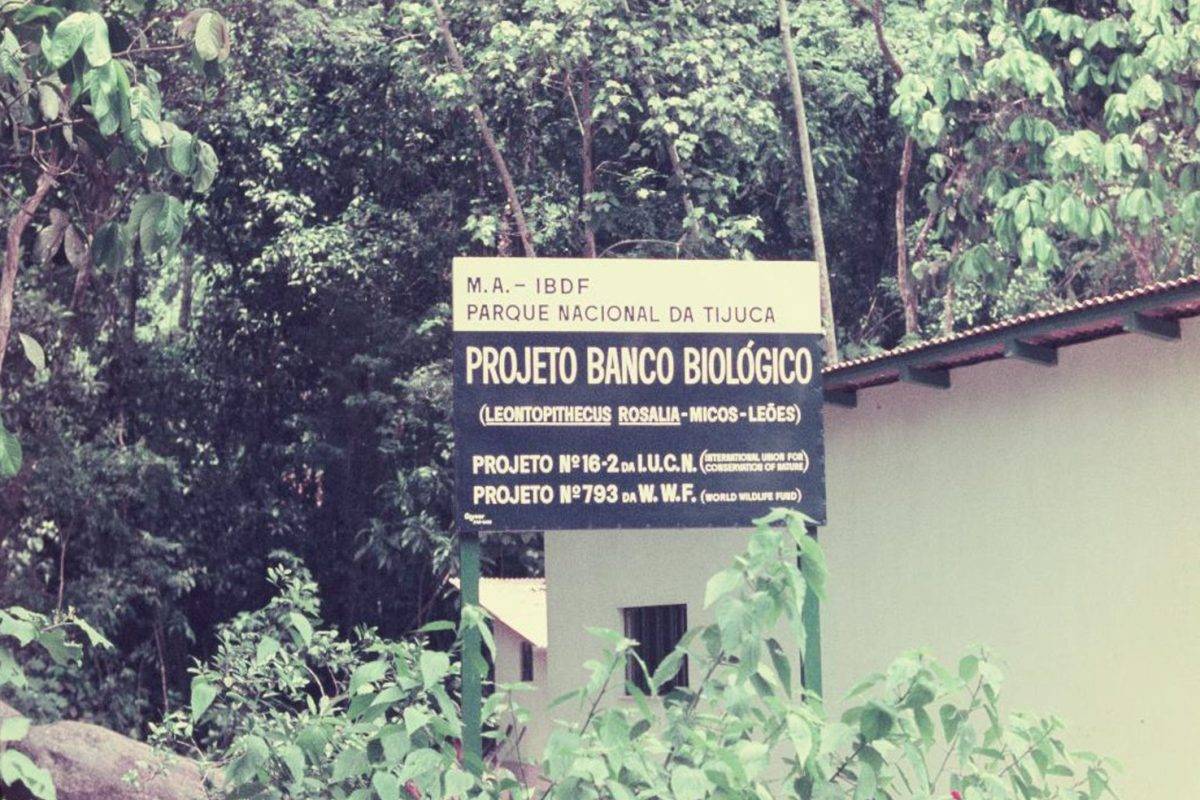 M.A.- IBDF
PARQUE NACIONAL DA TIJUCA
PROJETO BANCO BIOLÓGICO
(LEONTOPITHECUS ROSALIA-MICOS-LEÕES)
PROJETO Nº16-2 DA I.U.C.N. (INTERNATIONAL UNION FOR CONSERVATION OF NATURE)
PROJETO Nº793 DA W.W.F. (WORLD WILDLIFE FUND)